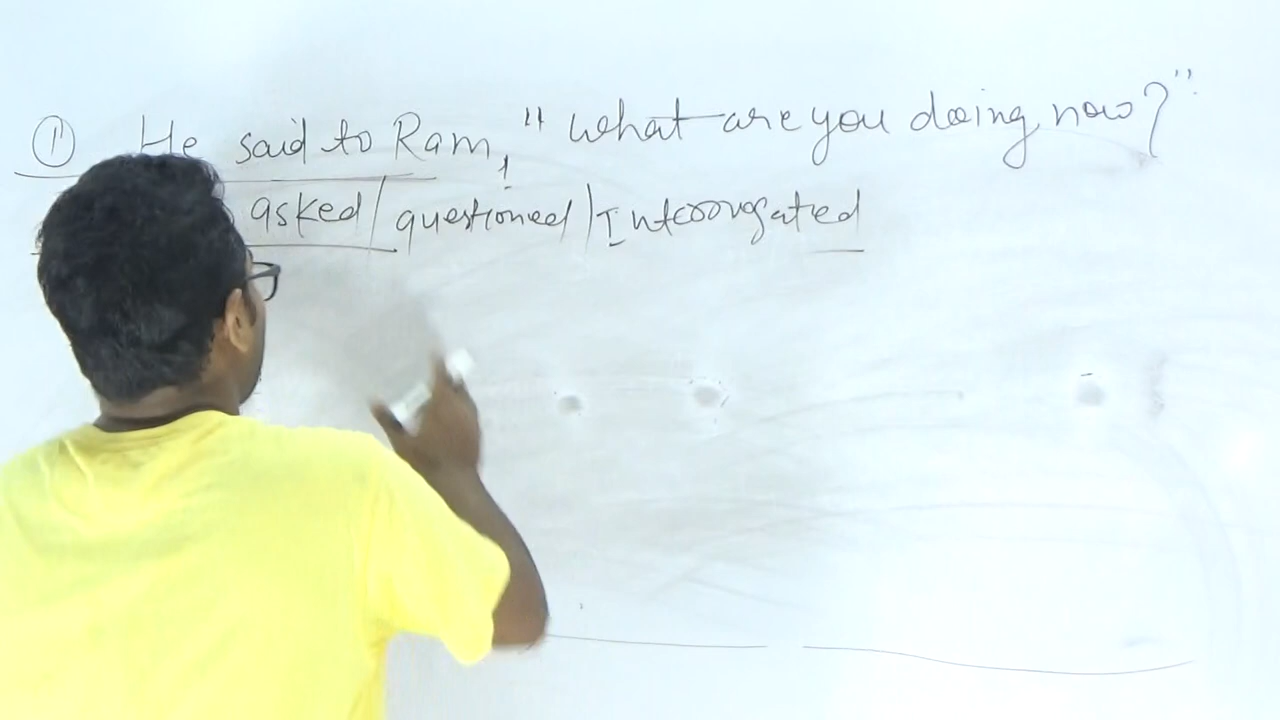 ① He said to Ram, "what are you doing now?"
asked/questioned/Interrogated